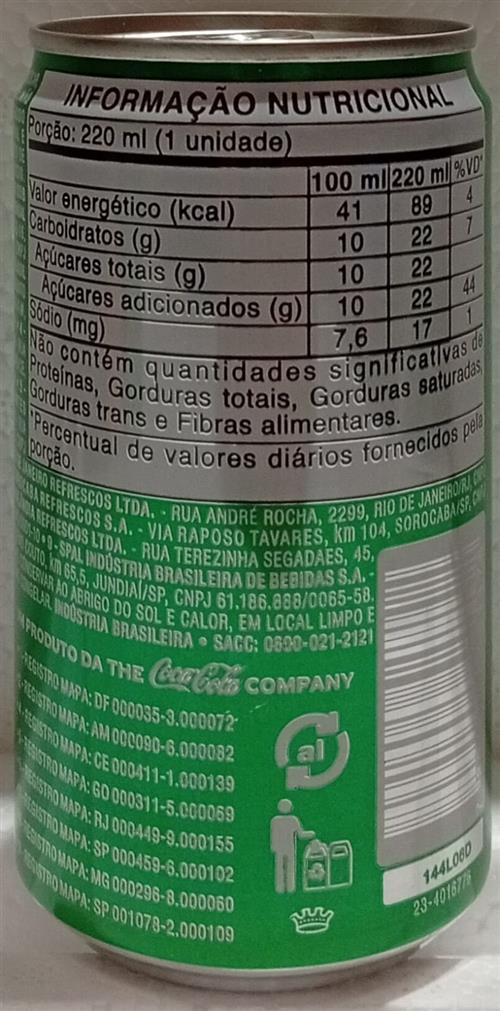 INFORMAÇÃO NUTRICIONAL
Porção: 220 ml (1 unidade)
100 ml 220 ml %VD*
Valor energético (kcal) 41 89 4
Carboidratos (g) 10 22 7
Açúcares totais (g) 10 22
Açúcares adicionados (g) 10 22 44
Sódio (mg) 7,6 17 1
Não contém quantidades significativas de
Proteínas, Gorduras totais, Gorduras saturadas,
Gorduras trans e Fibras alimentares.
*Percentual de valores diários fornecidos pela
porção.
REFRESCOS LTDA. - RUA ANDRÉ ROCHA, 2299, RIO DE JANEIRO/RJ,
REFRESCOS S.A. - VIA RAPOSO TAVARES, km 104, SOROCABA/SP,
REFRESCOS LTDA. - RUA TEREZINHA SEGADAES, 45,
SPAL INDÚSTRIA BRASILEIRA DE BEBIDAS S.A. -
km 65,5, JUNDIAÍ/SP, CNPJ 61.186.888/0065-58.
AO ABRIGO DO SOL E CALOR, EM LOCAL LIMPO E
INDÚSTRIA BRASILEIRA • SACC: 0800-021-2121
PRODUTO DA THE Coca-Cola COMPANY
REGISTRO MAPA: DF 000035-3.000072
REGISTRO MAPA: AM 000090-6.000082
REGISTRO MAPA: CE 000411-1.000139
REGISTRO MAPA: GO 000311-5.000069
REGISTRO MAPA: RJ 000449-9.000155
REGISTRO MAPA: SP 000459-6.000102
REGISTRO MAPA: MG 000296-8.000060
MAPA: SP 001078-2.000109
al
144L06D